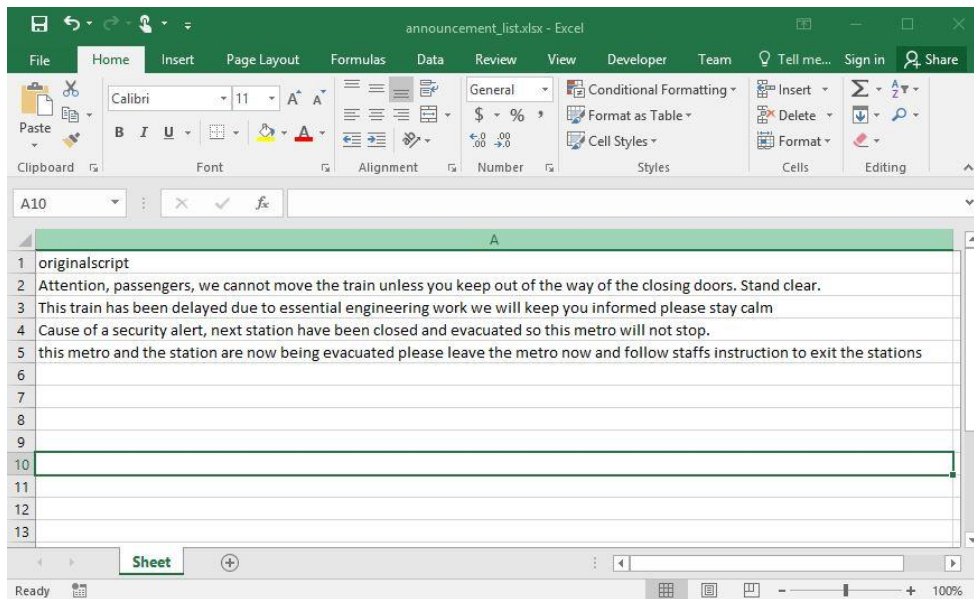 announcement_list.xlsx - Excel
File Home Insert Page Layout Formulas Data Review View Developer Team Tell me... Sign in Share
Paste
Calibri 11 A A
B I U A
General
$ % ,
.00 .0
Conditional Formatting
Format as Table
Cell Styles
Insert
Delete
Format
Clipboard Font Alignment Number Styles Cells Editing
A10 fx
A
1 originalscript
2 Attention, passengers, we cannot move the train unless you keep out of the way of the closing doors. Stand clear.
3 This train has been delayed due to essential engineering work we will keep you informed please stay calm
4 Cause of a security alert, next station have been closed and evacuated so this metro will not stop.
5 this metro and the station are now being evacuated please leave the metro now and follow staffs instruction to exit the stations
6
7
8
9
10
11
12
13
Sheet
Ready 100%